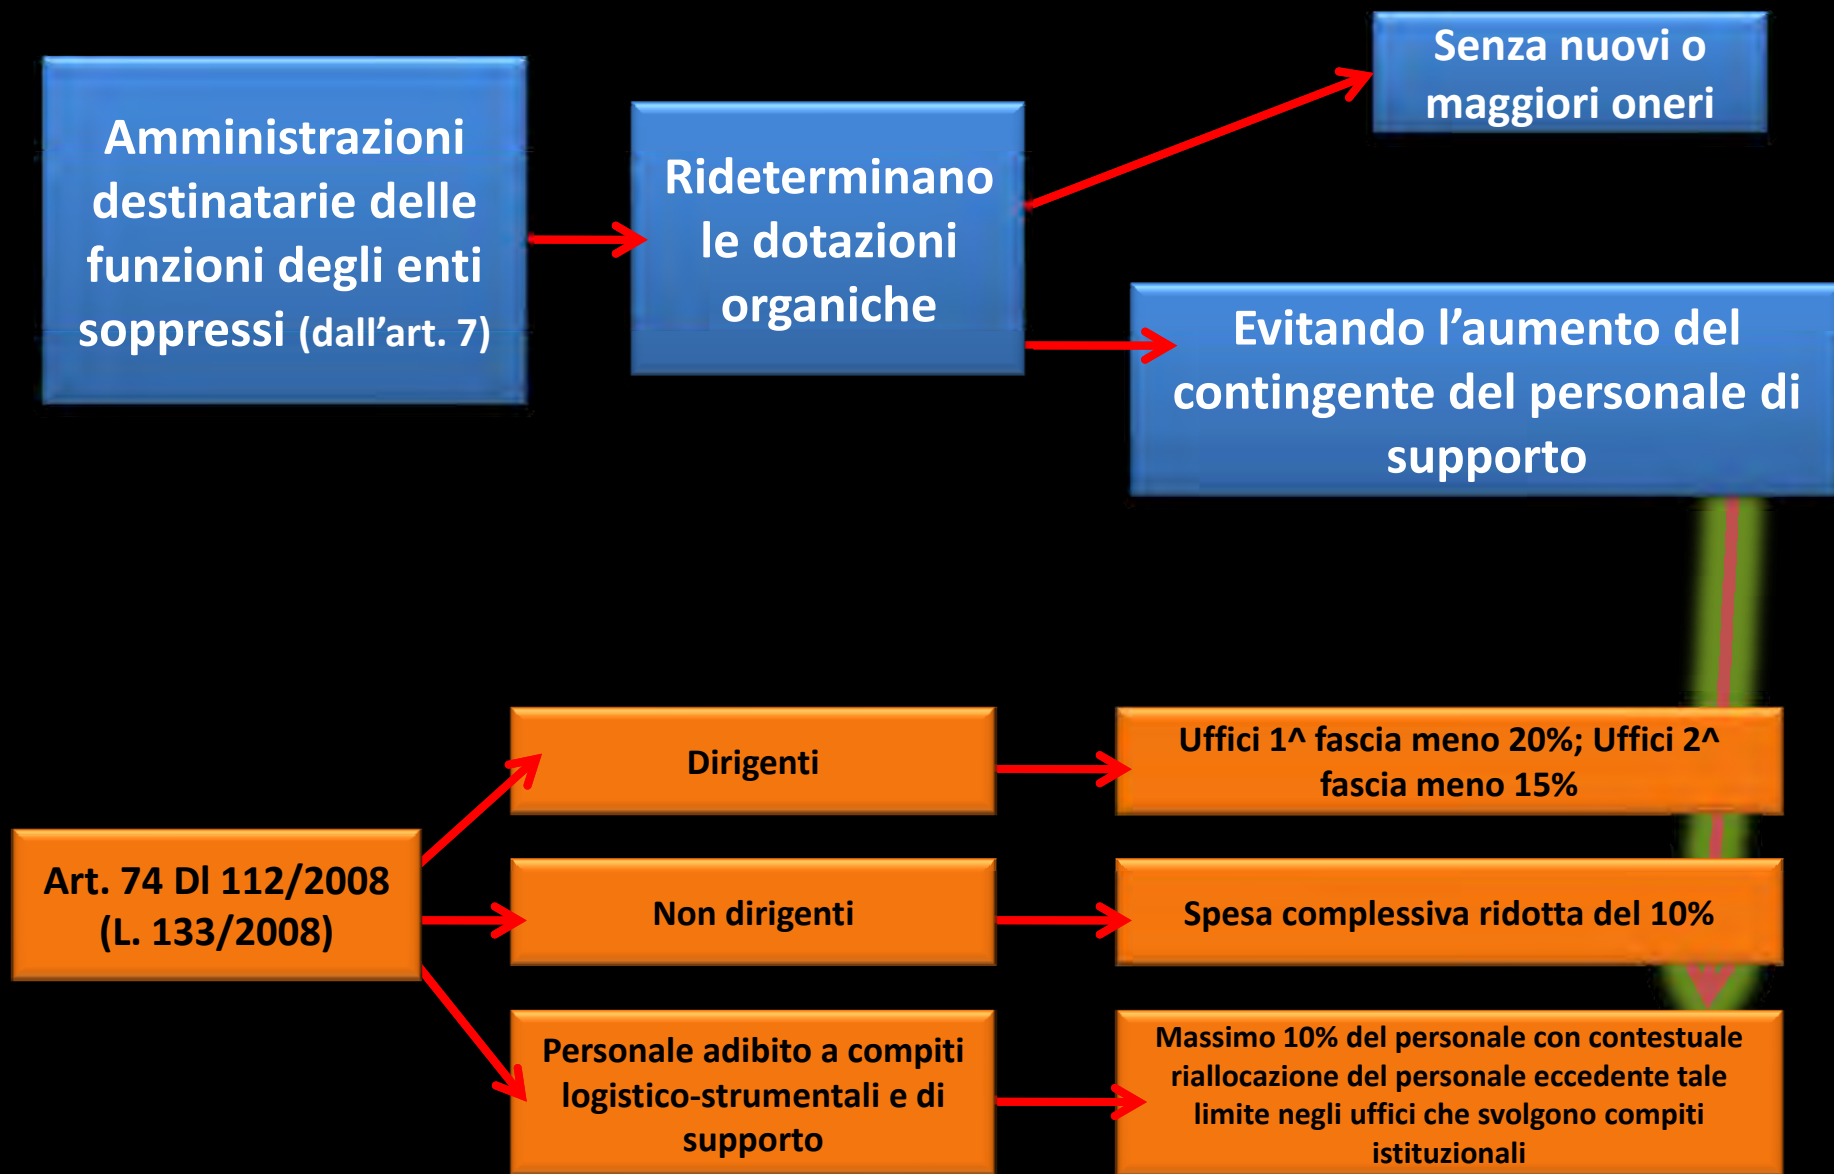 Amministrazioni
destinatarie delle
funzioni degli enti
soppressi (dall'art. 7)
Rideterminano
le dotazioni
organiche
Senza nuovi o
maggiori oneri
Evitando l'aumento del
contingente del personale di
supporto
Art. 74 Dl 112/2008
(L. 133/2008)
Dirigenti
Uffici 1^ fascia meno 20%; Uffici 2^
fascia meno 15%
Non dirigenti
Spesa complessiva ridotta del 10%
Personale adibito a compiti
logistico-strumentali e di
supporto
Massimo 10% del personale con contestuale
riallocazione del personale eccedente tale
limite negli uffici che svolgono compiti
istituzionali